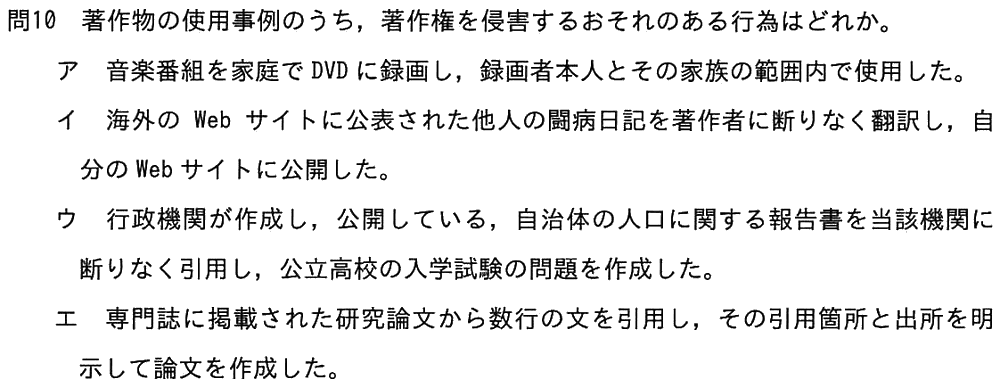 問10　著作物の使用事例のうち，著作権を侵害するおそれのある行為はどれか。
ア　音楽番組を家庭で DVD に録画し，録画者本人とその家族の範囲内で使用した。
イ　海外の Web サイトに公表された他人の闘病日記を著作者に断りなく翻訳し，自
分の Web サイトに公開した。
ウ　行政機関が作成し，公開している，自治体の人口に関する報告書を当該機関に
断りなく引用し，公立高校の入学試験の問題を作成した。
エ　専門誌に掲載された研究論文から数行の文を引用し，その引用箇所と出所を明
示して論文を作成した。